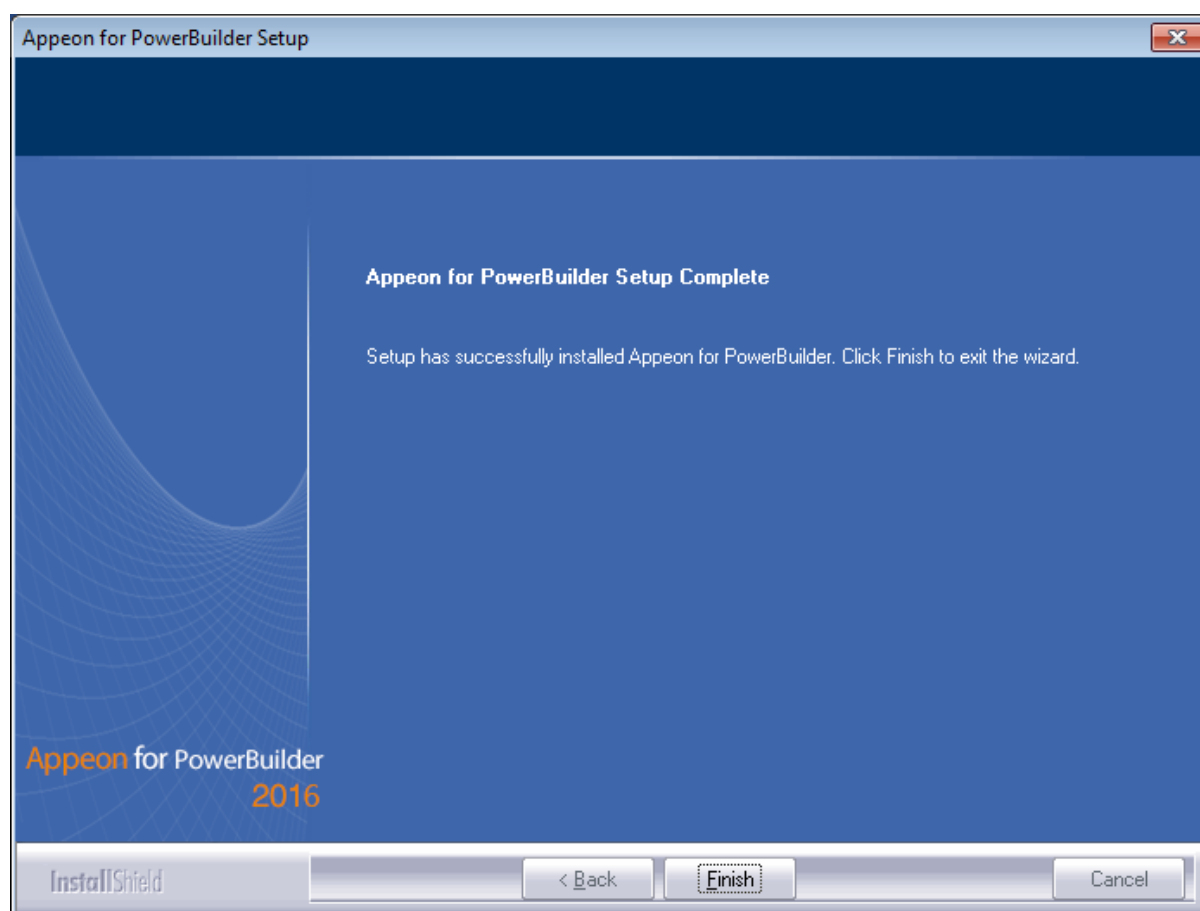 Appeon for PowerBuilder Setup
Appeon for PowerBuilder Setup Complete
Setup has successfully installed Appeon for PowerBuilder. Click Finish to exit the wizard.
Appeon for PowerBuilder
2016
InstallShield
< Back
Finish
Cancel